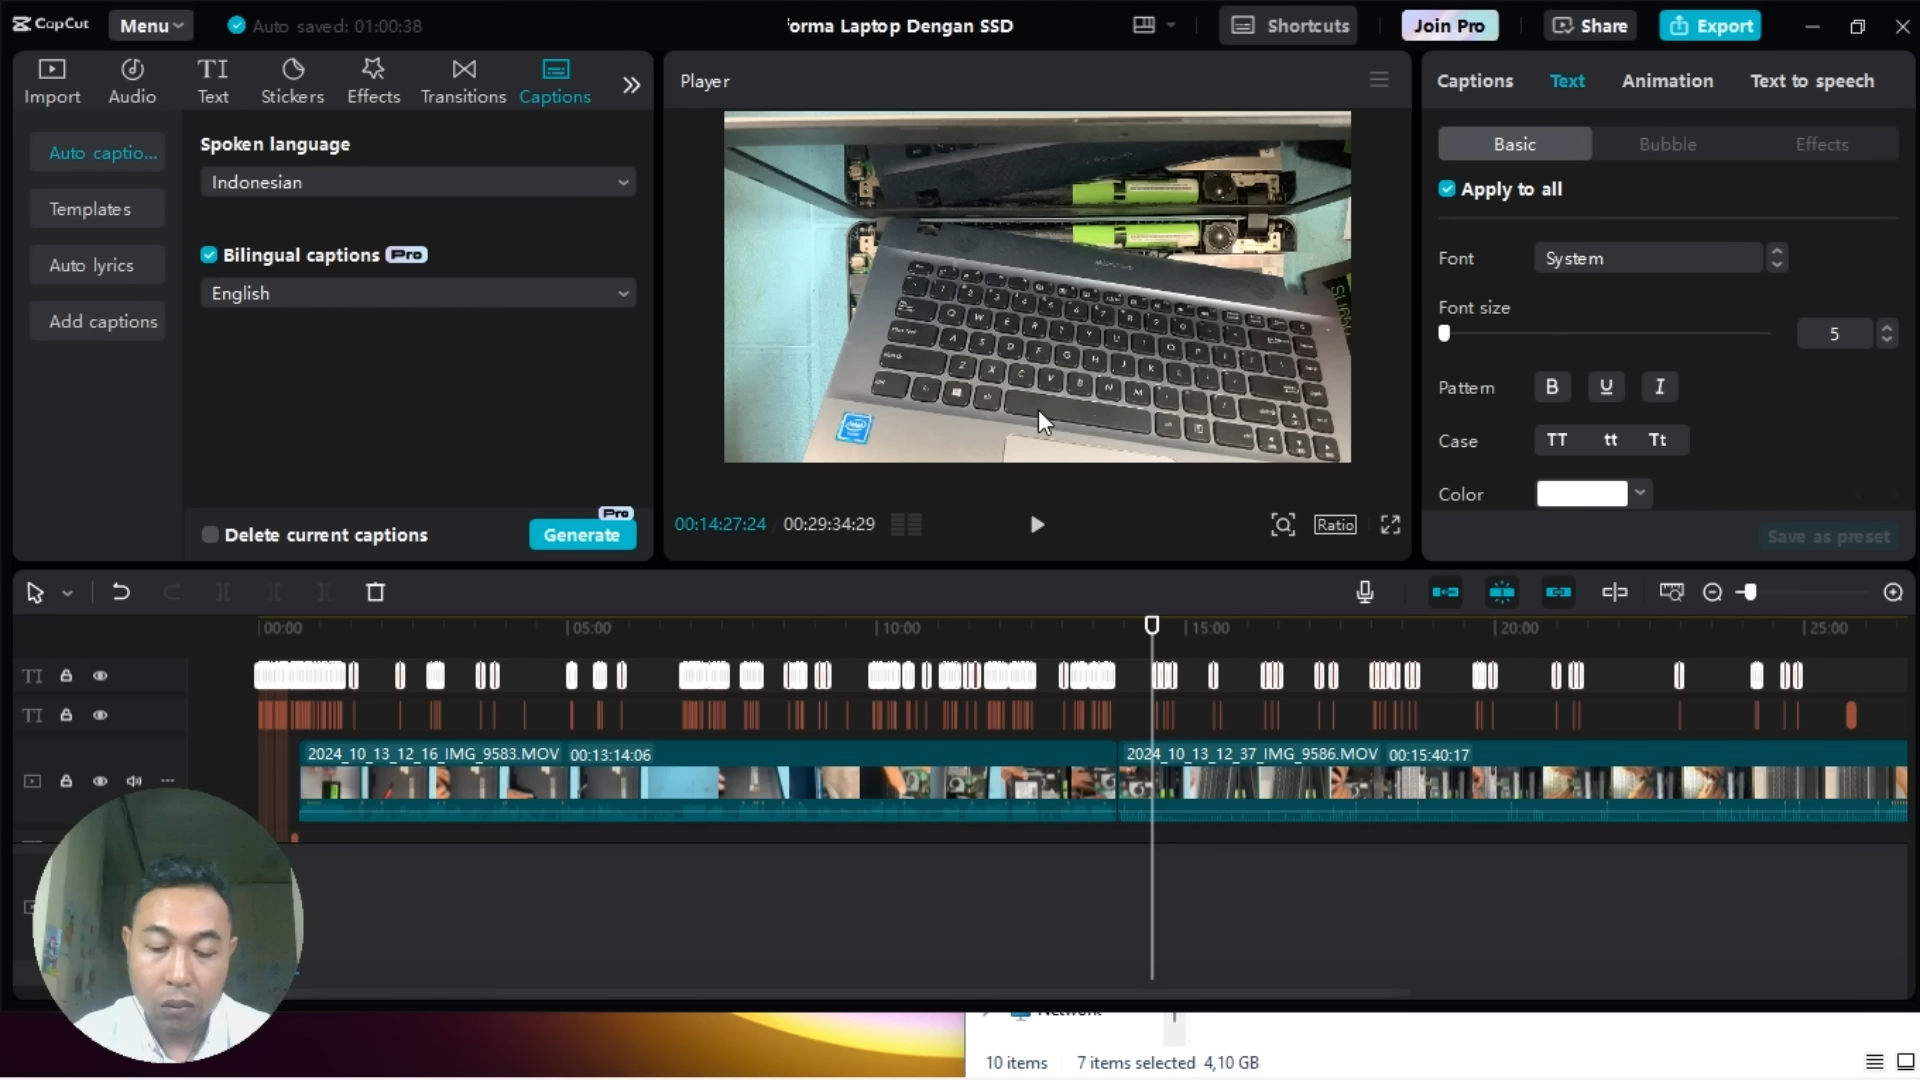 CapCut
Menu
Auto saved: 01:00:38
forma Laptop Dengan SSD
Shortcuts
Join Pro
Share
Export
Import
Audio
Text
Stickers
Effects
Transitions
Captions
Player
Captions
Text
Animation
Text to speech
Auto captio...
Templates
Auto lyrics
Add captions
Spoken language
Indonesian
Bilingual captions Pro
English
Delete current captions
Pro
Generate
00:14:27:24
00:29:34:29
Ratio
Basic
Bubble
Effects
Apply to all
Font
System
Font size
5
Pattern
B U I
Case
TT tt Tt
Color
Save as preset
00:00
05:00
10:00
15:00
20:00
25:00
2024_10_13_12_16_IMG_9583.MOV 00:13:14:06
2024_10_13_12_37_IMG_9586.MOV 00:15:40:17
Network
10 items
7 items selected 4,10 GB